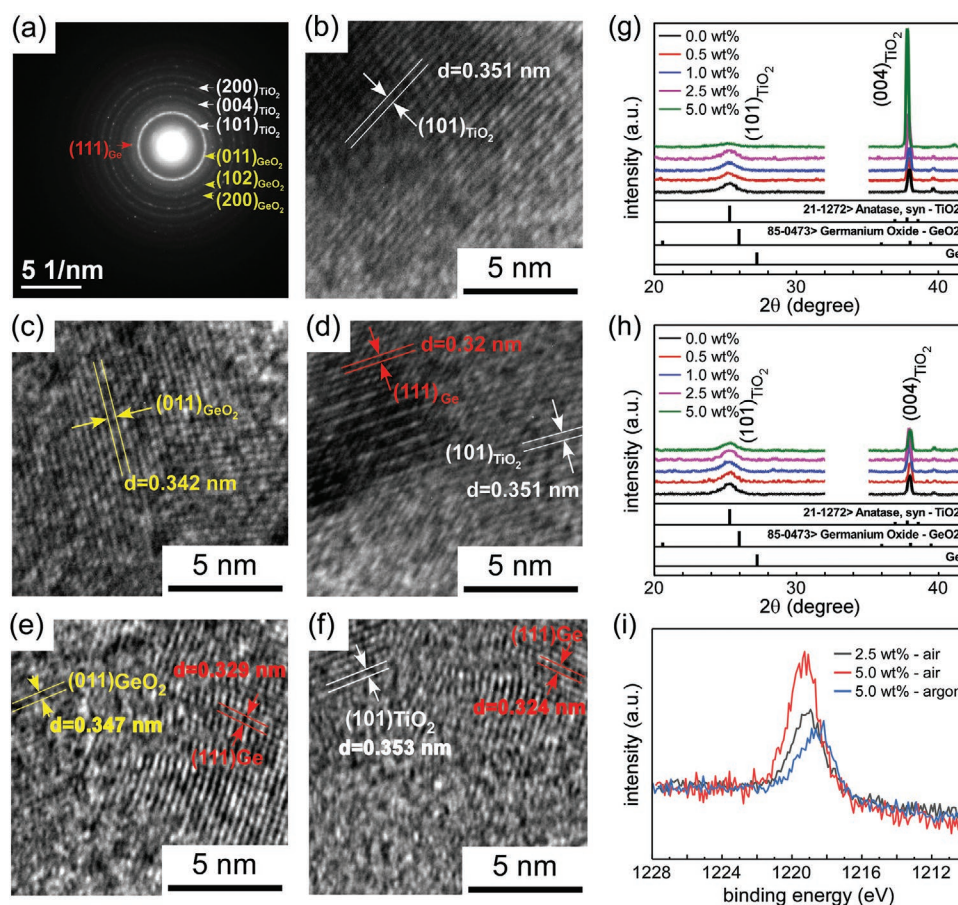 (a)
(200)TiO2
(004)TiO2
(101)TiO2
(111)Ge
(011)GeO2
(102)GeO2
(200)GeO2
5 1/nm
(b)
d=0.351 nm
(101)TiO2
5 nm
(c)
(011)GeO2
d=0.342 nm
5 nm
(d)
d=0.32 nm
(111)Ge
(101)TiO2
d=0.351 nm
5 nm
(e)
(011)GeO2
d=0.347 nm
d=0.329 nm
(111)Ge
5 nm
(f)
(101)TiO2
d=0.353 nm
(111)Ge
d=0.324 nm
5 nm
(g)
0.0 wt%
0.5 wt%
1.0 wt%
2.5 wt%
5.0 wt%
(101)TiO2
(004)TiO2
intensity (a.u.)
21-1272> Anatase, syn - TiO2
85-0473> Germanium Oxide - GeO2
Ge
20 30 40
2θ (degree)
(h)
0.0 wt%
0.5 wt%
1.0 wt%
2.5 wt%
5.0 wt%
(101)TiO2
(004)TiO2
intensity (a.u.)
21-1272> Anatase, syn - TiO2
85-0473> Germanium Oxide - GeO2
Ge
20 30 40
2θ (degree)
(i)
2.5 wt% - air
5.0 wt% - air
5.0 wt% - argon
intensity (a.u.)
1228 1224 1220 1216 1212
binding energy (eV)